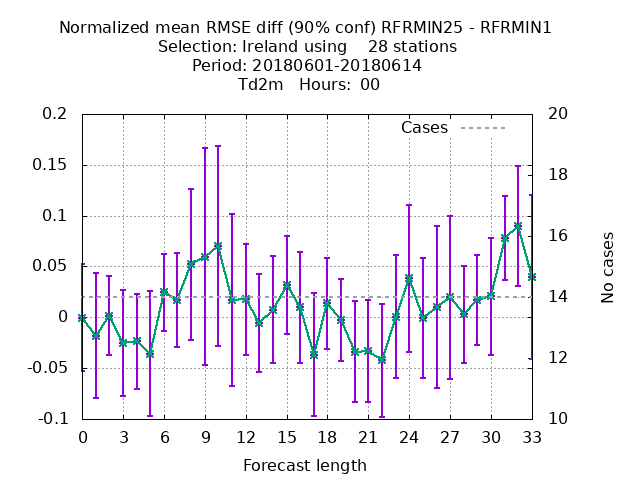 Normalized mean RMSE diff (90% conf) RFRMIN25 - RFRMIN1
Selection: Ireland using    28 stations
Period: 20180601-20180614
Td2m   Hours:  00
Cases
0.2
0.15
0.1
0.05
0
-0.05
-0.1
20
18
16
14
12
10
No cases
0 3 6 9 12 15 18 21 24 27 30 33
Forecast length